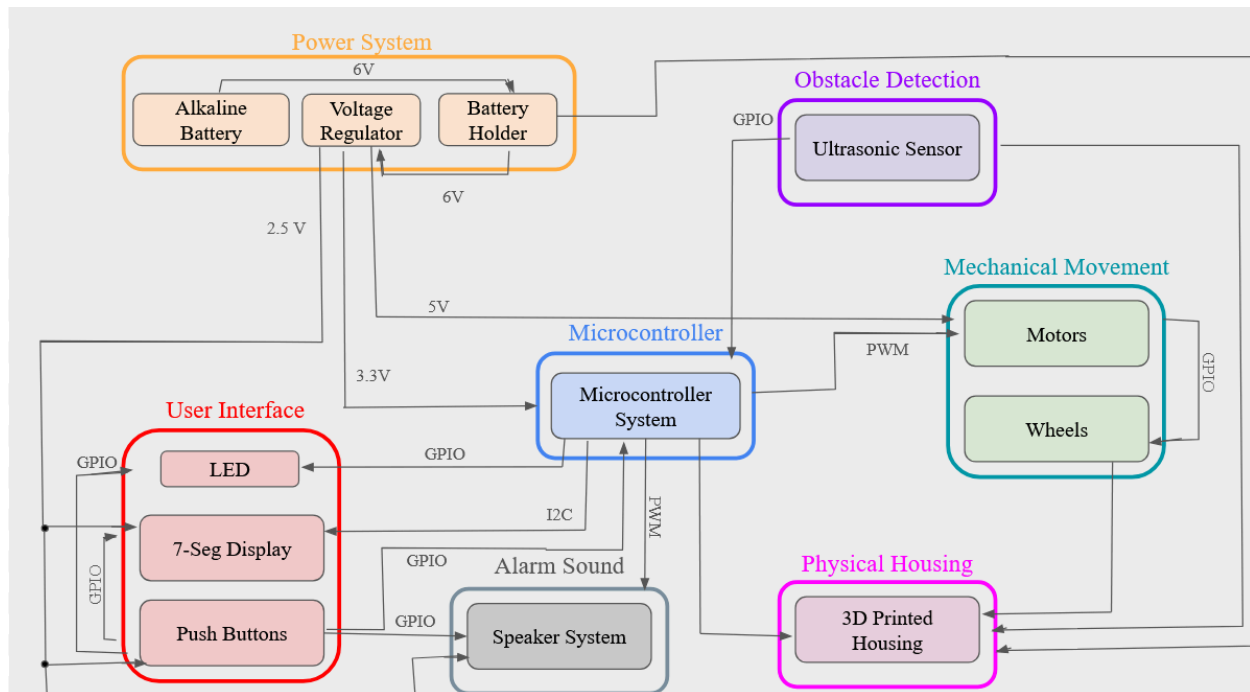 Power System
6V
Alkaline
Battery
Voltage
Regulator
Battery
Holder
6V
2.5 V
5V
3.3V
Obstacle Detection
GPIO
Ultrasonic Sensor
Mechanical Movement
Motors
PWM
GPIO
Wheels
Microcontroller
Microcontroller
System
User Interface
GPIO
LED
GPIO
7-Seg Display
I2C
PWM
GPIO
GPIO
Push Buttons
GPIO
Alarm Sound
Speaker System
Physical Housing
3D Printed
Housing